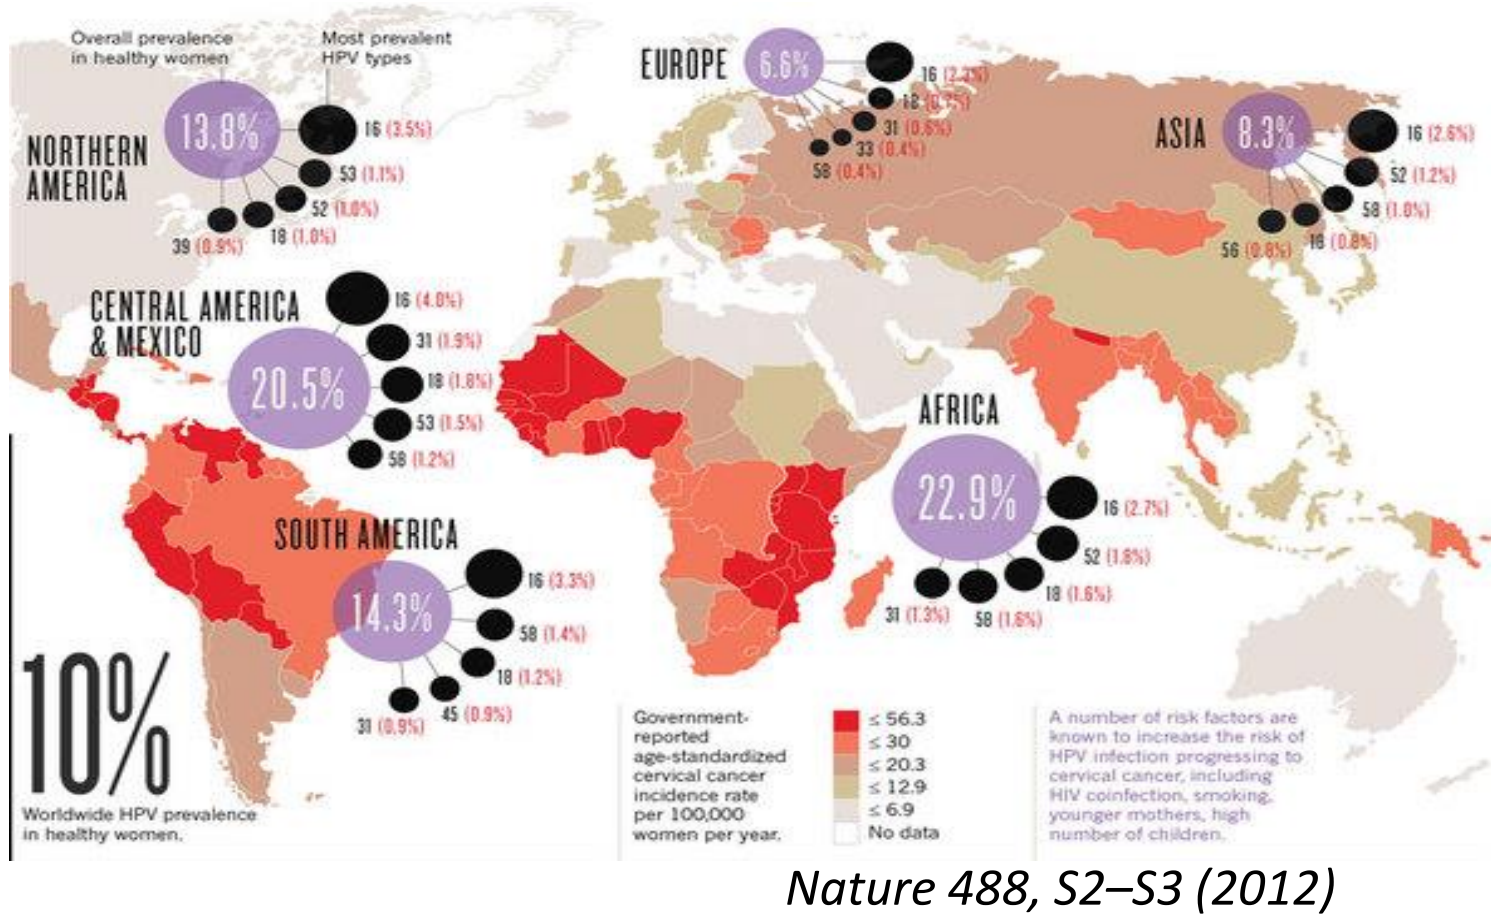 Overall prevalence
in healthy women
Most prevalent
HPV types
NORTHERN
AMERICA
13.8%
16 (3.5%)
53 (1.1%)
52 (1.0%)
18 (1.0%)
39 (0.9%)
EUROPE
6.6%
16 (2.3%)
18 (0.7%)
31 (0.6%)
33 (0.4%)
58 (0.4%)
ASIA
8.3%
16 (2.6%)
52 (1.2%)
58 (1.0%)
18 (0.8%)
56 (0.8%)
CENTRAL AMERICA
& MEXICO
20.5%
16 (4.0%)
31 (1.9%)
18 (1.8%)
53 (1.5%)
58 (1.2%)
AFRICA
22.9%
16 (2.7%)
52 (1.8%)
18 (1.6%)
58 (1.6%)
31 (1.3%)
SOUTH AMERICA
14.3%
16 (3.3%)
58 (1.4%)
18 (1.2%)
45 (0.9%)
31 (0.9%)
10%
Worldwide HPV prevalence
in healthy women.
Government-
reported
age-standardized
cervical cancer
incidence rate
per 100,000
women per year.
≤ 56.3
≤ 30
≤ 20.3
≤ 12.9
≤ 6.9
No data
A number of risk factors are
known to increase the risk of
HPV infection progressing to
cervical cancer, including
HIV coinfection, smoking,
younger mothers, high
number of children.
Nature 488, S2–S3 (2012)